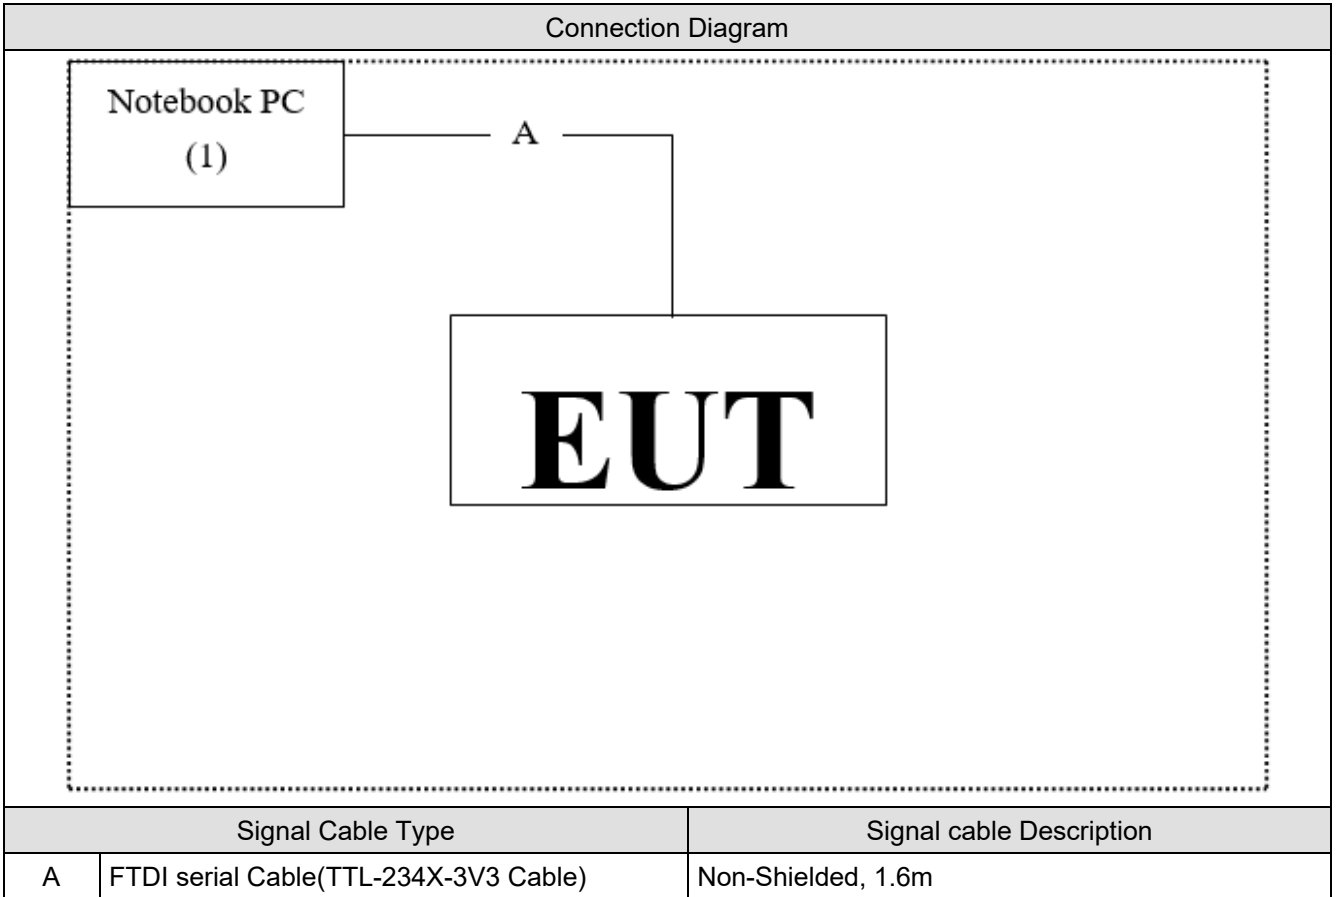 Connection Diagram
Notebook PC
(1)
A
EUT
Signal Cable Type Signal cable Description
A FTDI serial Cable(TTL-234X-3V3 Cable) Non-Shielded, 1.6m